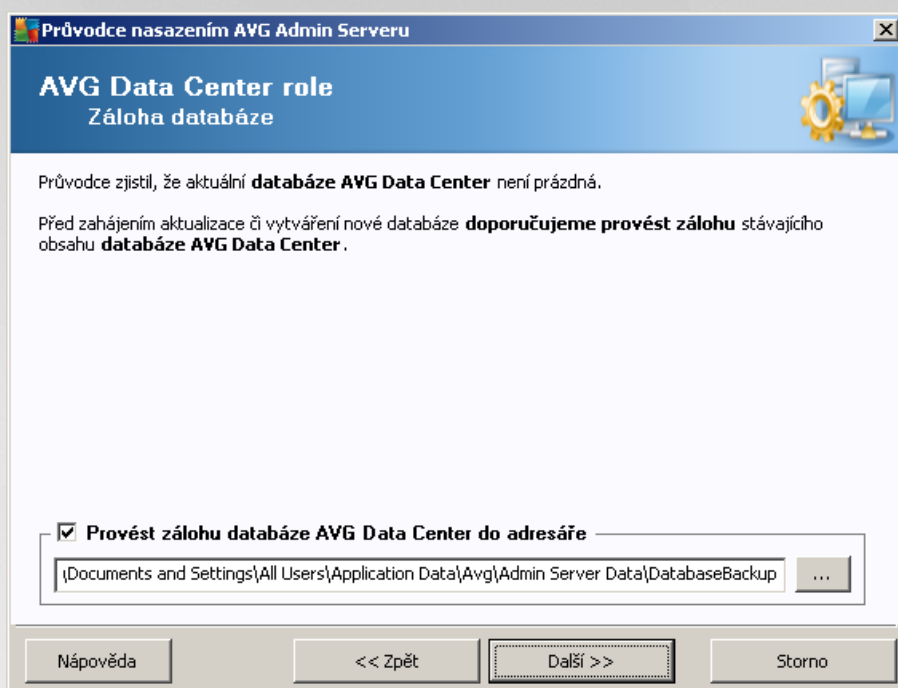 Průvodce nasazením AVG Admin Serveru
AVG Data Center role
Záloha databáze
Průvodce zjistil, že aktuální databáze AVG Data Center není prázdná.
Před zahájením aktualizace či vytváření nové databáze doporučujeme provést zálohu stávajícího
obsahu databáze AVG Data Center.
Provést zálohu databáze AVG Data Center do adresáře
\Documents and Settings\All Users\Application Data\Avg\Admin Server Data\DatabaseBackup
...
Nápověda
<< Zpět
Další >>
Storno